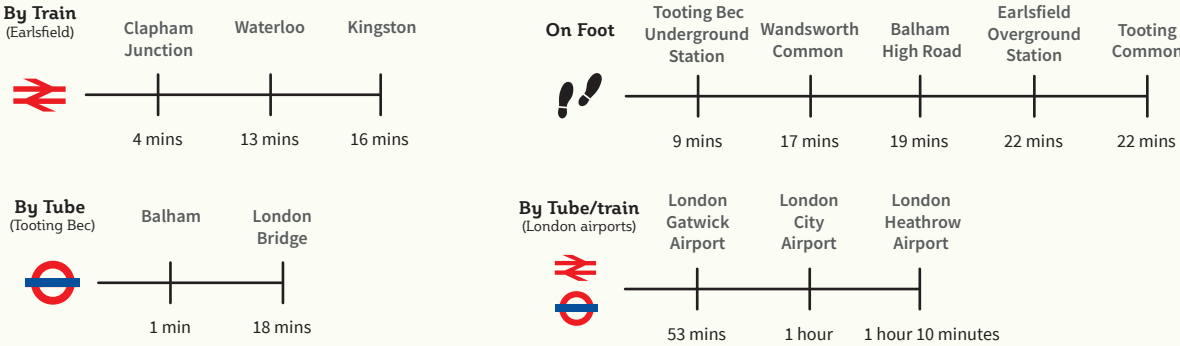 By Train
(Earlsfield)
Clapham
Junction
Waterloo
Kingston
4 mins
13 mins
16 mins
On Foot
Tooting Bec
Underground
Station
Wandsworth
Common
Balham
High Road
Earlsfield
Overground
Station
Tooting
Common
9 mins
17 mins
19 mins
22 mins
22 mins
By Tube
(Tooting Bec)
Balham
London
Bridge
1 min
18 mins
By Tube/train
(London airports)
London
Gatwick
Airport
London
City
Airport
London
Heathrow
Airport
53 mins
1 hour
1 hour 10 minutes